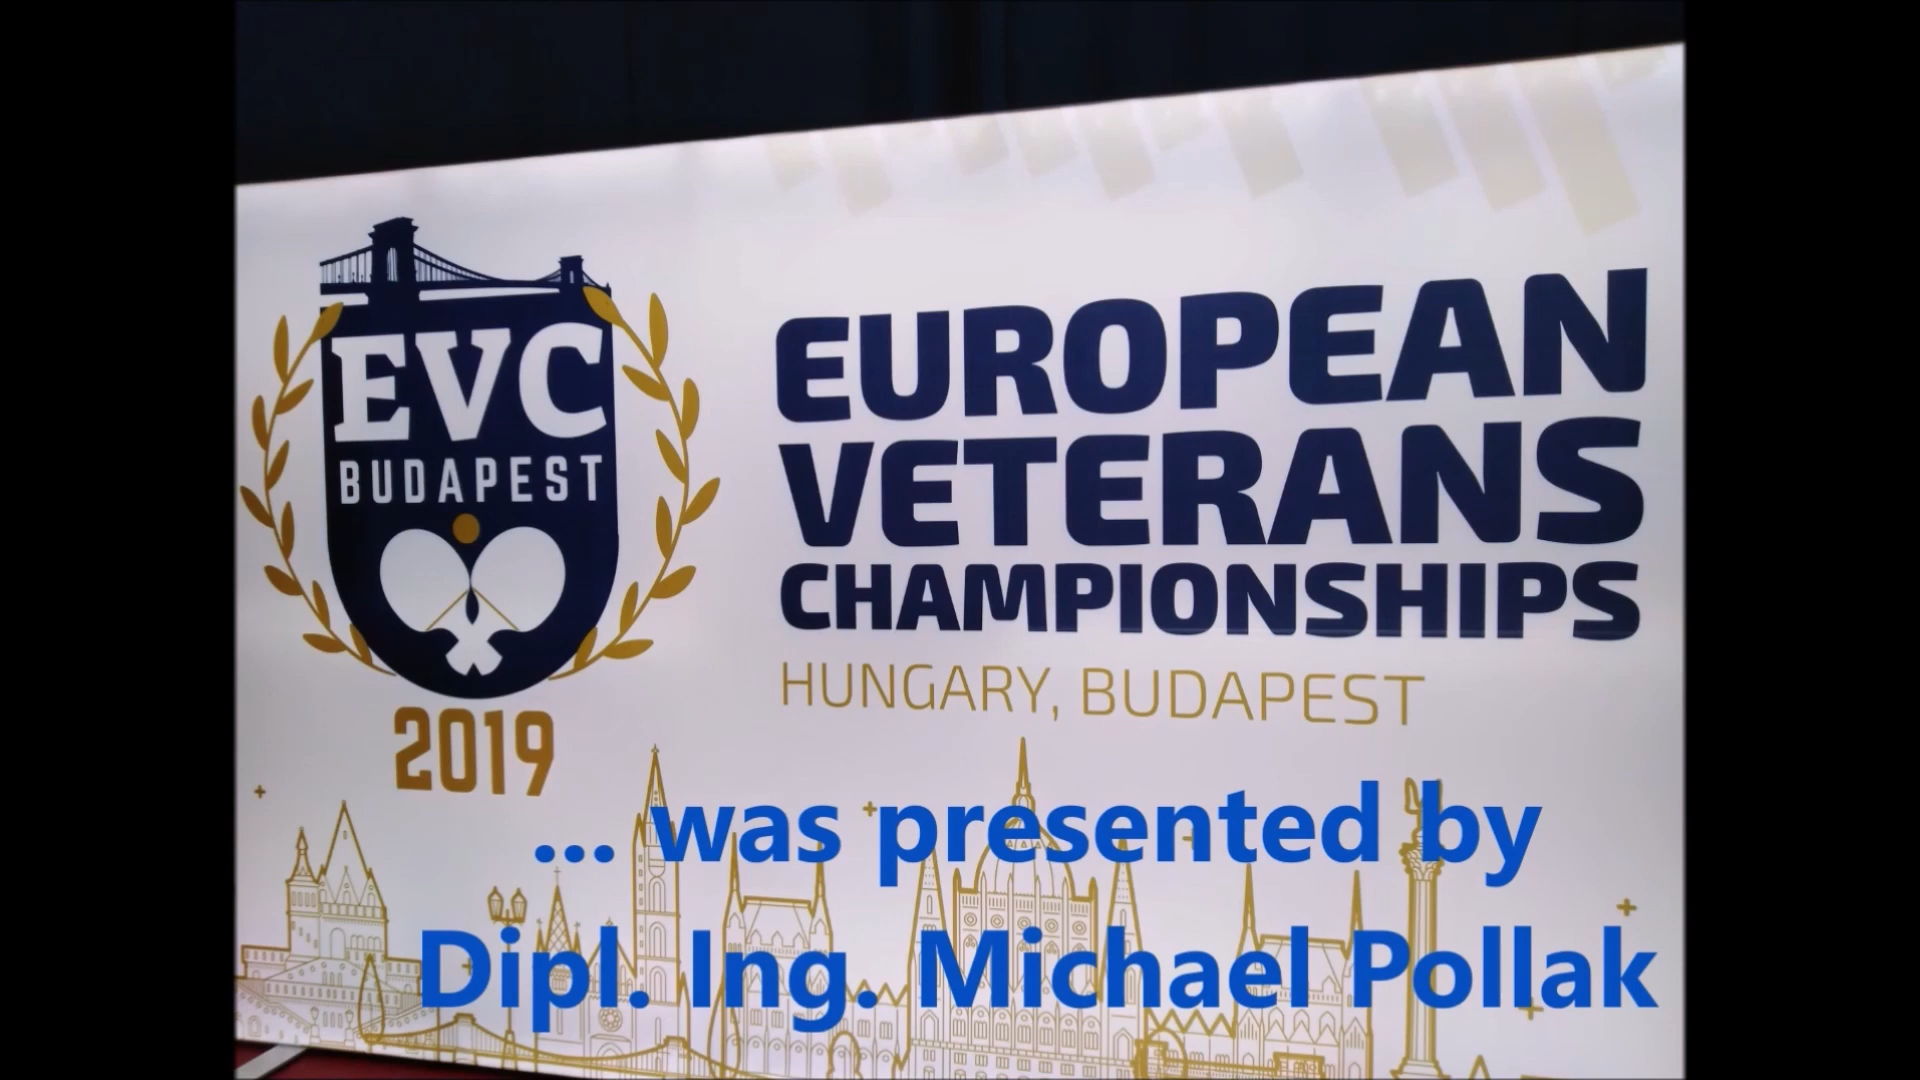 EVC
BUDAPEST
2019
EUROPEAN
VETERANS
CHAMPIONSHIPS
HUNGARY, BUDAPEST
... was presented by
Dipl. Ing. Michael Pollak